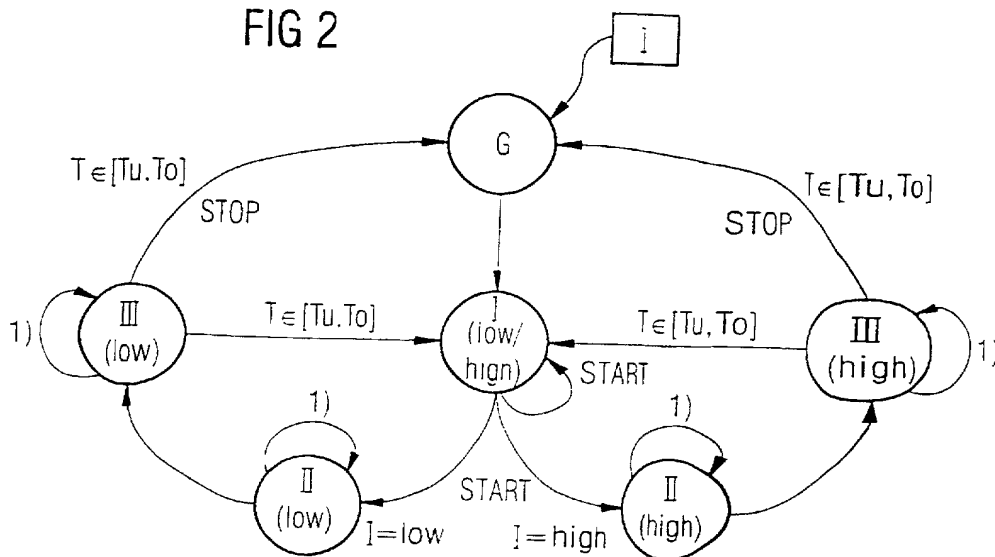 FIG 2
I
G
T∈[Tu.To]
STOP
T∈[Tu,To]
STOP
III
(low)
1)
T∈[Tu.To]
I
(iow/
hign)
START
T∈[Tu,To]
III
(high)
1)
1)
II
(low)
START
I=low
1)
II
(high)
I=high